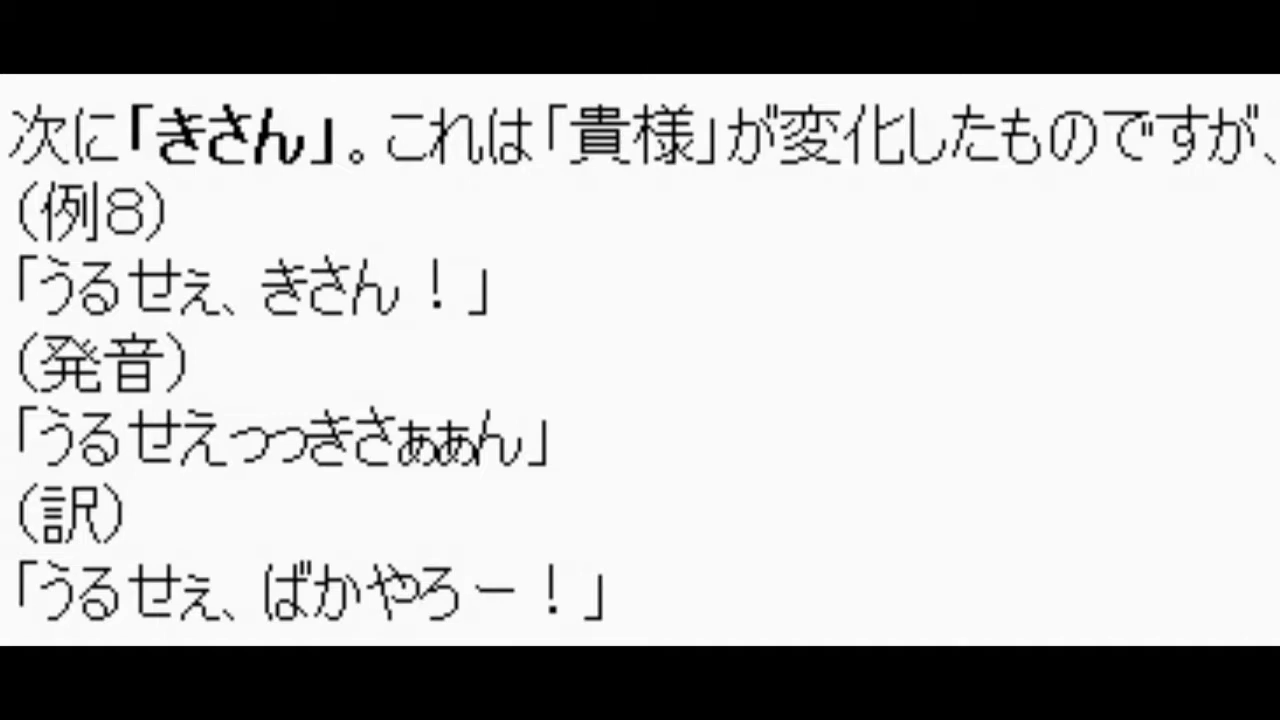 次に「きさん」。これは「貴様」が変化したものですが、
(例8)
「うるせぇ、きさん！」
(発音)
「うるせえっっきさぁぁん」
(訳)
「うるせぇ、ばかやろー！」